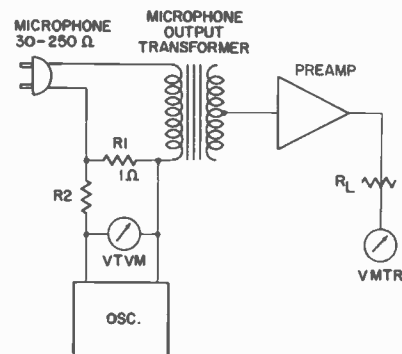 MICROPHONE
30-250 Ω
MICROPHONE
OUTPUT
TRANSFORMER
PREAMP
R1
1Ω
R2
RL
VTVM
VMTR
OSC.